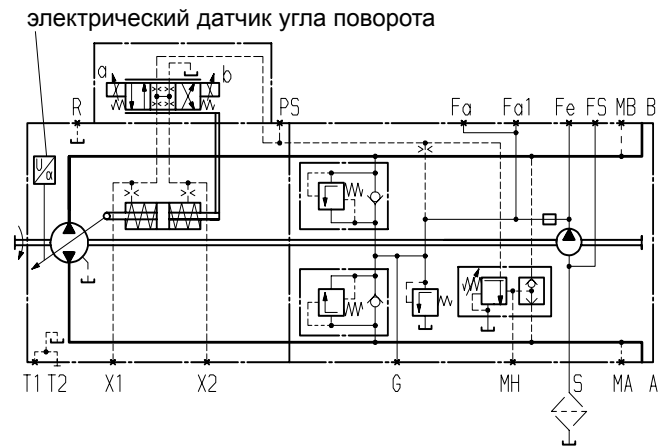 электрический датчик угла поворота
a b
R PS Fa Fa1 Fe FS MB B
U
α
T1 T2 X1 X2 G MH S MA A